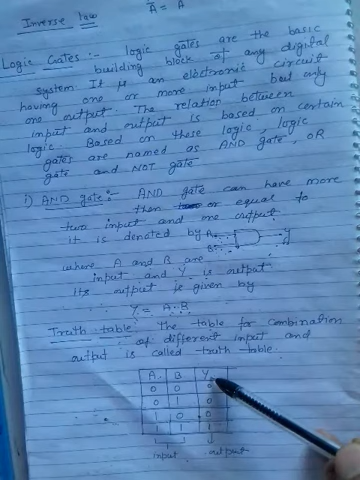 Inverse law
A̿ = A
Logic Gates :- logic gates are the basic
building block of any digital
system. It is an electronic circuit
having one or more input but only
one output. The relation between
input and output is based on certain
logic. Based on these logic, logic
gates are named as AND gate, OR
gate and NOT gate
i) AND gate :- AND gate can have more
then or equal to
two input and one output.
it is denoted by A B Y
where A and B are
input and Y is output
its output is given by
Y = A.B
Truth table : The table for combination
of different input and
output is called truth table.
A B Y
0 0 0
0 1 0
1 0 0
1 1 1
input output